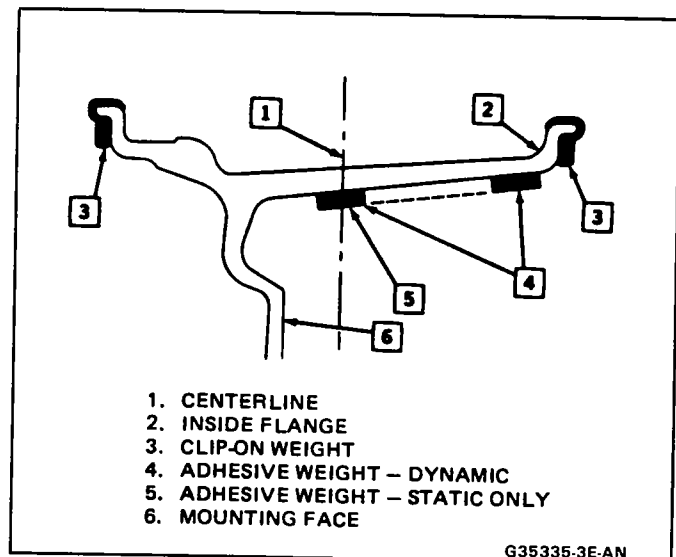 1
2
3
3
4
5
6
1. CENTERLINE
2. INSIDE FLANGE
3. CLIP-ON WEIGHT
4. ADHESIVE WEIGHT – DYNAMIC
5. ADHESIVE WEIGHT – STATIC ONLY
6. MOUNTING FACE
G35335-3E-AN